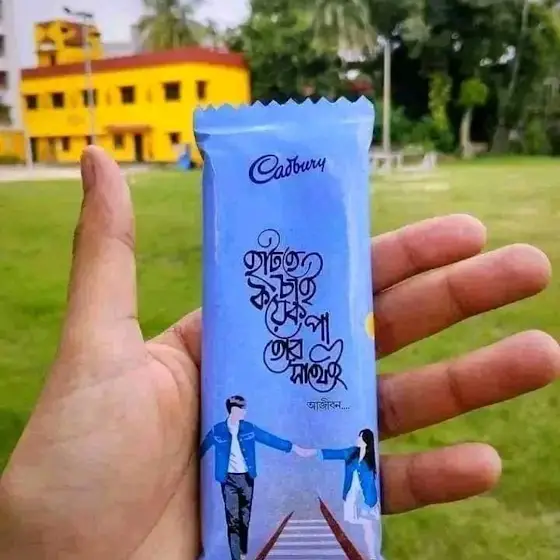 Cadbury
হাটতে
চাই
কয়েক পা
তোর
সাথেই
আজীবন....